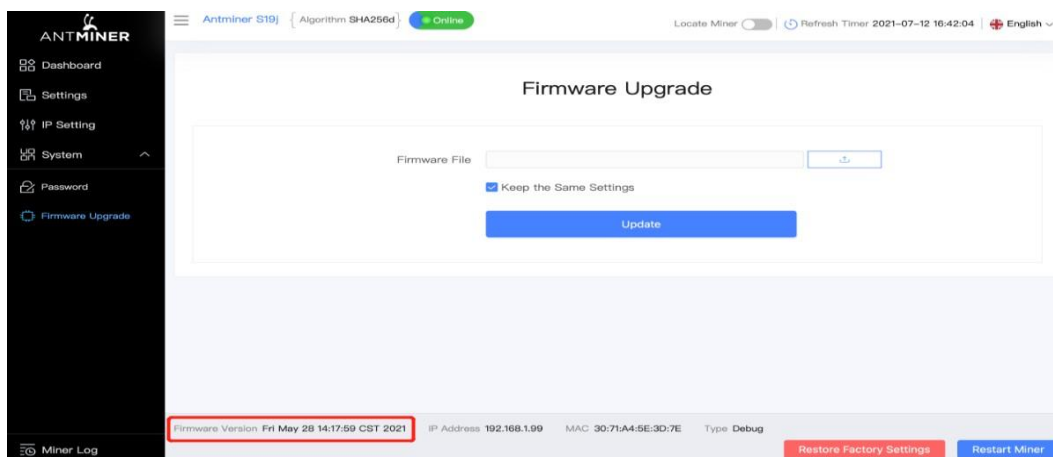 ANTMINER
Antminer S19j { Algorithm SHA256d } Online
Locate Miner Refresh Timer 2021-07-12 16:42:04 English
Dashboard
Settings
IP Setting
System
Password
Firmware Upgrade
Firmware Upgrade
Firmware File
Keep the Same Settings
Update
Firmware Version Fri May 28 14:17:59 CST 2021 IP Address 192.168.1.99 MAC 30:71:A4:5E:3D:7E Type Debug
Miner Log
Restore Factory Settings
Restart Miner